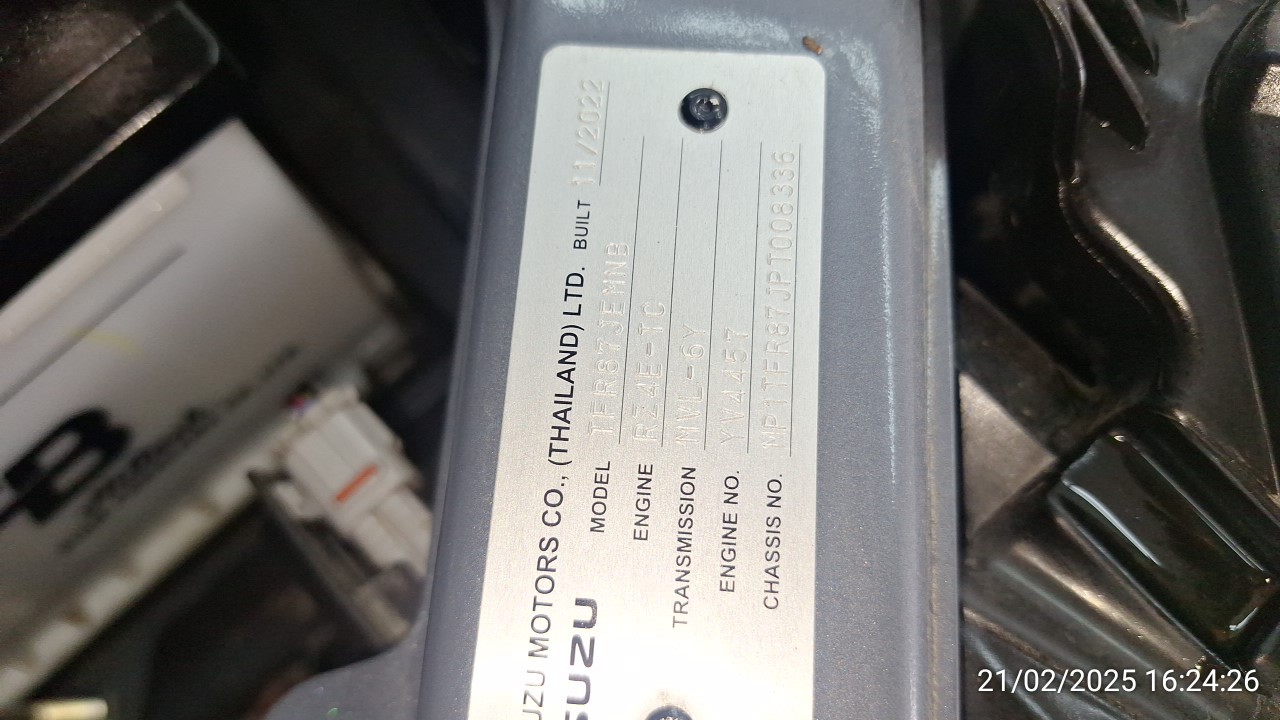 UZU MOTORS CO., (THAILAND) LTD. BUILT 11/2022
SUZU
MODEL TFR87JEMNB
ENGINE RZ4E-TC
TRANSMISSION MVL-6Y
ENGINE NO. YV4457
CHASSIS NO. MP1TFR87JPT008336
B
21/02/2025 16:24:26